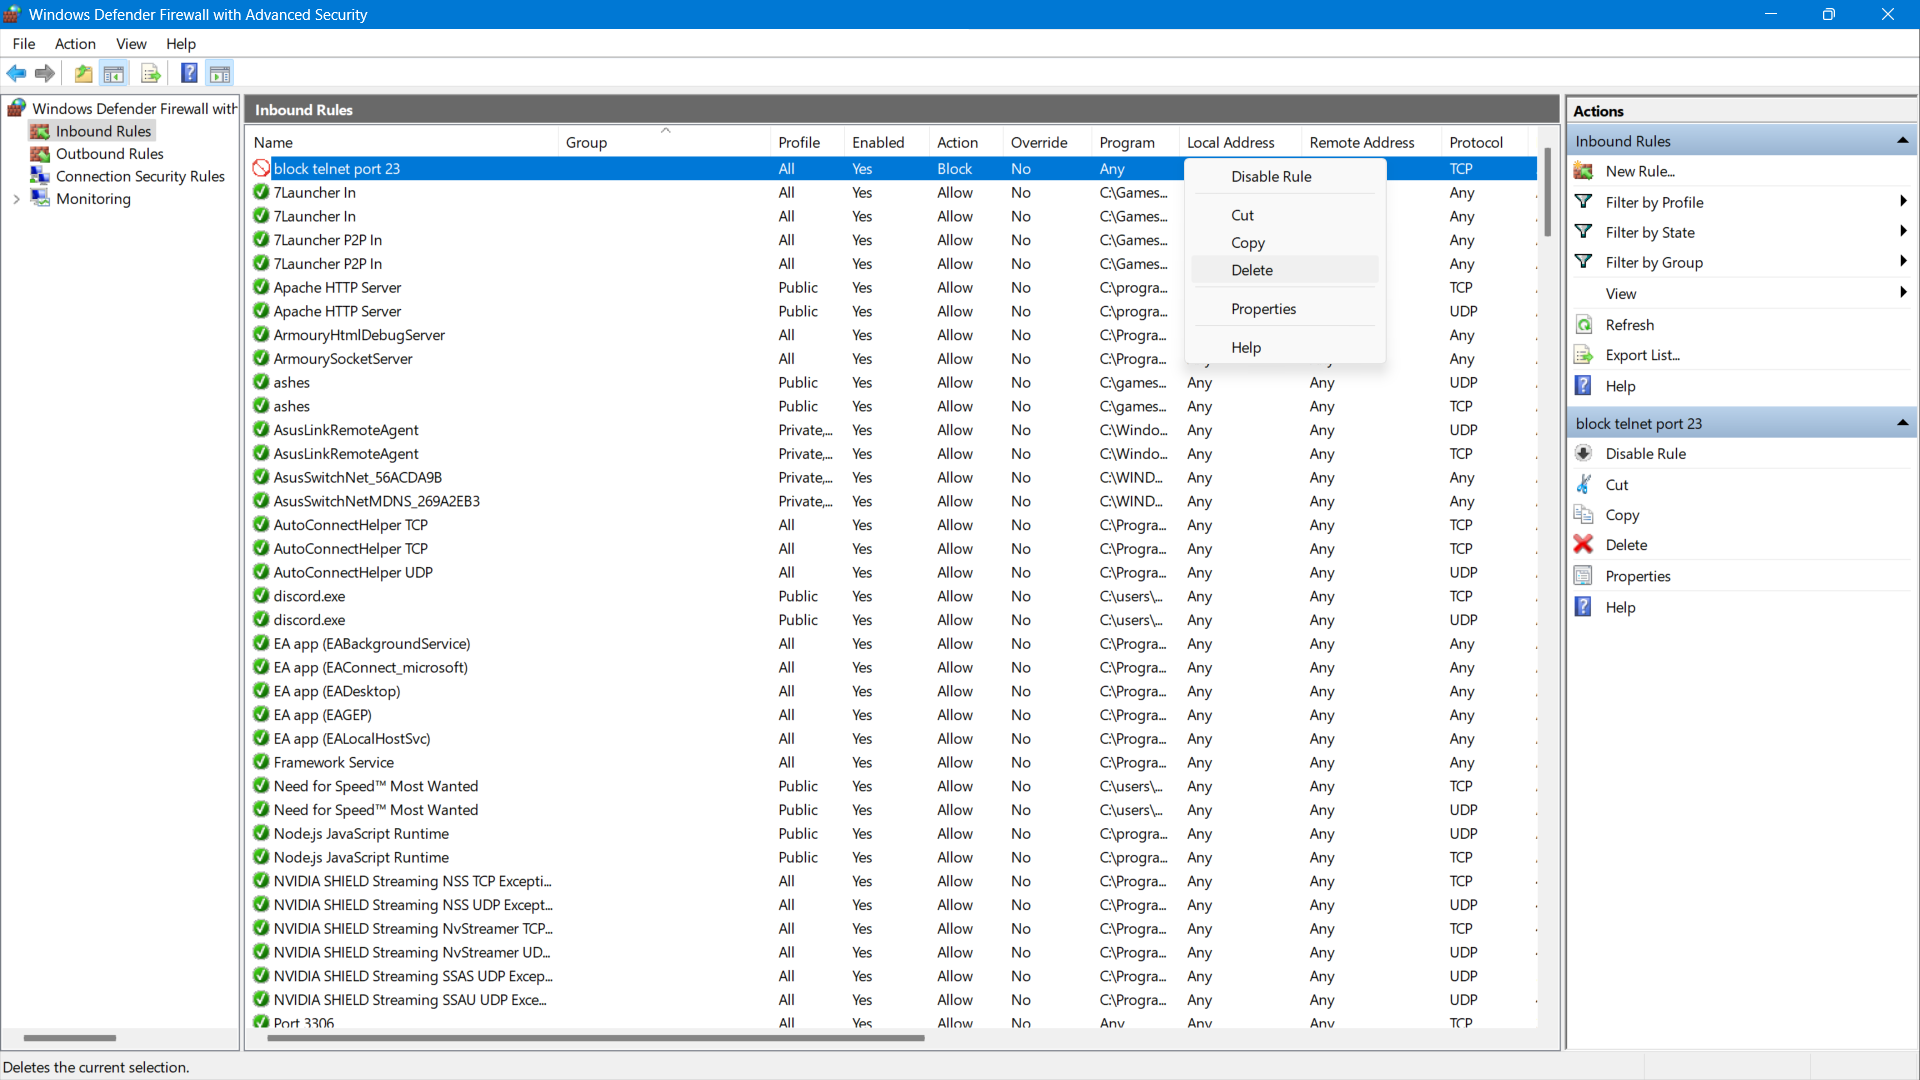 Windows Defender Firewall with Advanced Security
File Action View Help
Windows Defender Firewall with
Inbound Rules
Outbound Rules
Connection Security Rules
Monitoring
Inbound Rules
Name Group Profile Enabled Action Override Program Local Address Remote Address Protocol
block telnet port 23 All Yes Block No Any TCP
7Launcher In All Yes Allow No C:\Games... Any
7Launcher In All Yes Allow No C:\Games... Any
7Launcher P2P In All Yes Allow No C:\Games... Any
7Launcher P2P In All Yes Allow No C:\Games... Any
Apache HTTP Server Public Yes Allow No C:\progra... TCP
Apache HTTP Server Public Yes Allow No C:\progra... UDP
ArmouryHtmlDebugServer All Yes Allow No C:\Progra... Any
ArmourySocketServer All Yes Allow No C:\Progra... Any
ashes Public Yes Allow No C:\games... Any Any UDP
ashes Public Yes Allow No C:\games... Any Any TCP
AsusLinkRemoteAgent Private,... Yes Allow No C:\Windo... Any Any UDP
AsusLinkRemoteAgent Private,... Yes Allow No C:\Windo... Any Any TCP
AsusSwitchNet_56ACDA9B Private,... Yes Allow No C:\WIND... Any Any Any
AsusSwitchNetMDNS_269A2EB3 Private,... Yes Allow No C:\WIND... Any Any Any
AutoConnectHelper TCP All Yes Allow No C:\Progra... Any Any TCP
AutoConnectHelper TCP All Yes Allow No C:\Progra... Any Any TCP
AutoConnectHelper UDP All Yes Allow No C:\Progra... Any Any UDP
discord.exe Public Yes Allow No C:\users\... Any Any TCP
discord.exe Public Yes Allow No C:\users\... Any Any UDP
EA app (EABackgroundService) All Yes Allow No C:\Progra... Any Any Any
EA app (EAConnect_microsoft) All Yes Allow No C:\Progra... Any Any Any
EA app (EADesktop) All Yes Allow No C:\Progra... Any Any Any
EA app (EAGEP) All Yes Allow No C:\Progra... Any Any Any
EA app (EALocalHostSvc) All Yes Allow No C:\Progra... Any Any Any
Framework Service All Yes Allow No C:\Progra... Any Any Any
Need for Speed™ Most Wanted Public Yes Allow No C:\users\... Any Any TCP
Need for Speed™ Most Wanted Public Yes Allow No C:\users\... Any Any UDP
Node.js JavaScript Runtime Public Yes Allow No C:\progra... Any Any UDP
Node.js JavaScript Runtime Public Yes Allow No C:\progra... Any Any TCP
NVIDIA SHIELD Streaming NSS TCP Excepti... All Yes Allow No C:\Progra... Any Any TCP
NVIDIA SHIELD Streaming NSS UDP Except... All Yes Allow No C:\Progra... Any Any UDP
NVIDIA SHIELD Streaming NvStreamer TCP... All Yes Allow No C:\Progra... Any Any TCP
NVIDIA SHIELD Streaming NvStreamer UD... All Yes Allow No C:\Progra... Any Any UDP
NVIDIA SHIELD Streaming SSAS UDP Excep... All Yes Allow No C:\Progra... Any Any UDP
NVIDIA SHIELD Streaming SSAU UDP Exce... All Yes Allow No C:\Progra... Any Any UDP
Port 3306 All Yes Allow No Any Any Any TCP
Disable Rule
Cut
Copy
Delete
Properties
Help
Actions
Inbound Rules
New Rule...
Filter by Profile
Filter by State
Filter by Group
View
Refresh
Export List...
Help
block telnet port 23
Disable Rule
Cut
Copy
Delete
Properties
Help
Deletes the current selection.